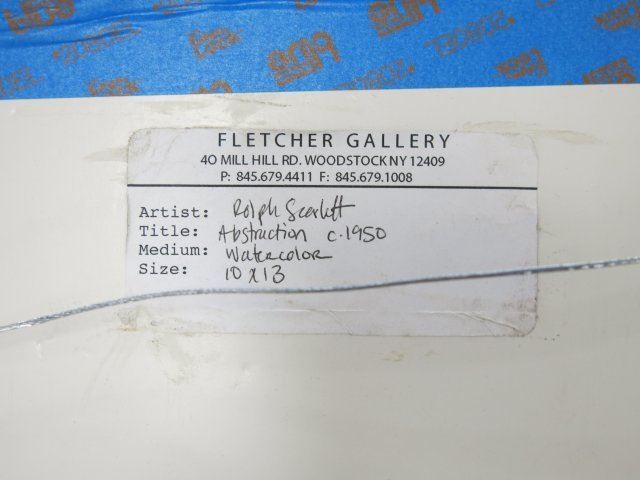 FLETCHER GALLERY
40 MILL HILL RD. WOODSTOCK NY 12409
P: 845.679.4411 F: 845.679.1008
Artist: Rolph Scarlett
Title: Abstraction c.1950
Medium: Watercolor
Size: 10 x 13